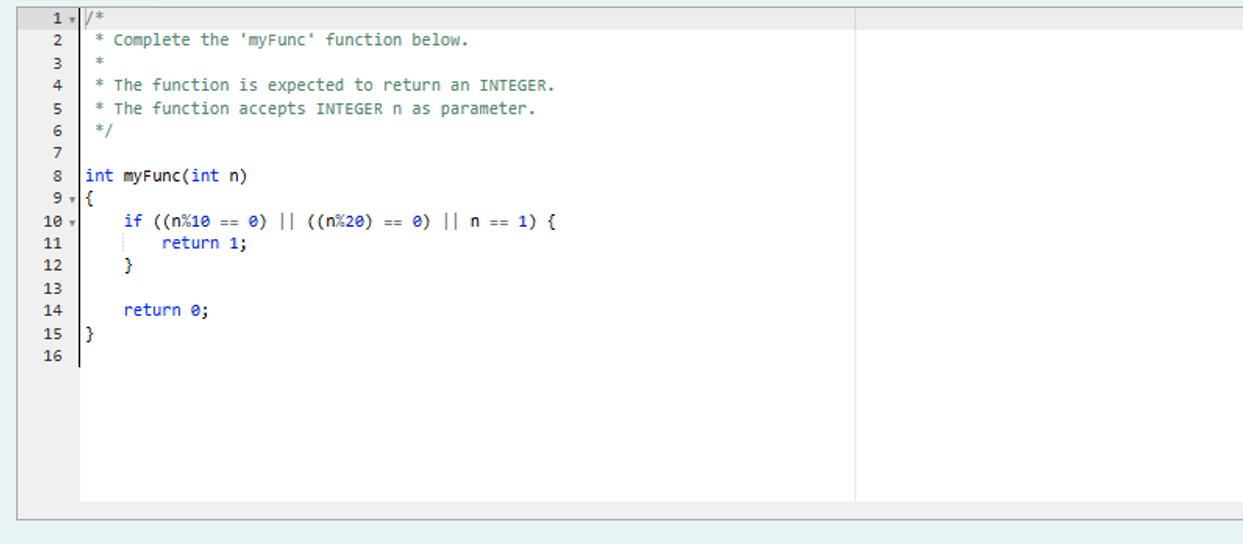 1 /*
2  * Complete the 'myFunc' function below.
3  *
4  * The function is expected to return an INTEGER.
5  * The function accepts INTEGER n as parameter.
6  */
7
8 int myFunc(int n)
9 {
10     if ((n%10 == 0) || ((n%20) == 0) || n == 1) {
11         return 1;
12     }
13
14     return 0;
15 }
16